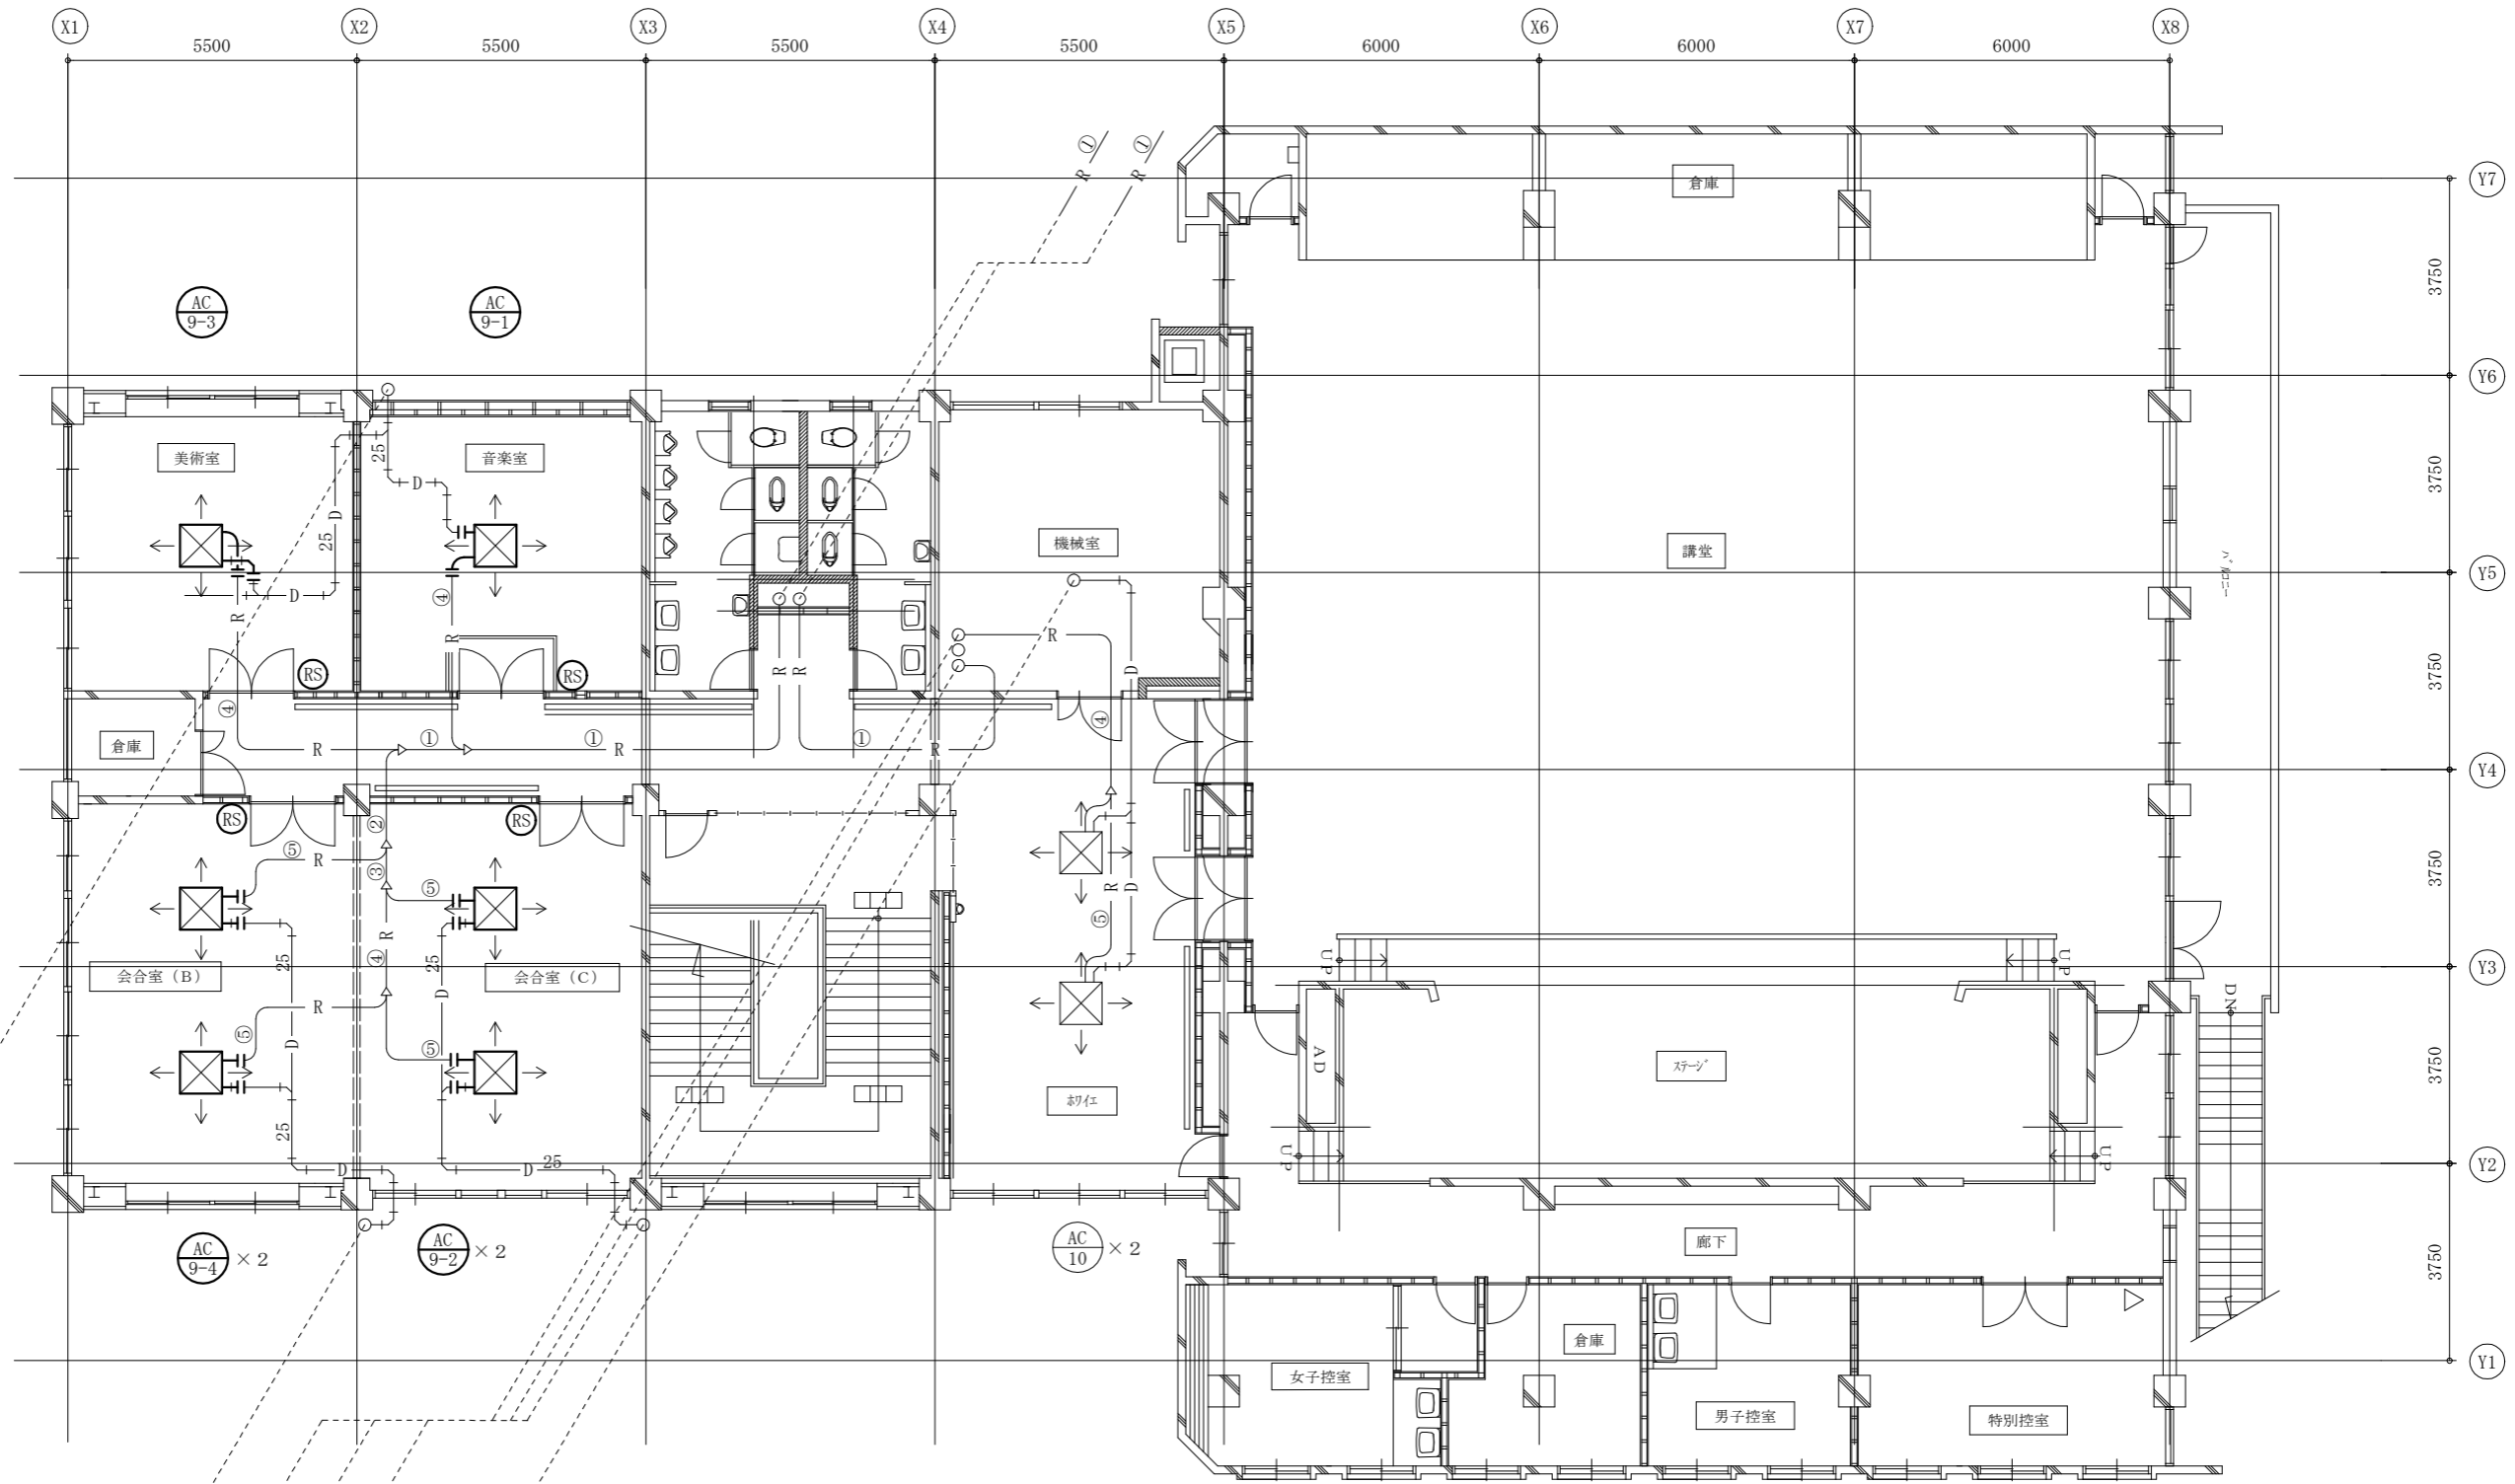 X1 X2 X3 X4 X5 X6 X7 X8
5500 5500 5500 5500 6000 6000 6000
① ①
R R
Y7
倉庫
3750
AC 9-3
AC 9-1
Y6
美術室
25
音楽室
D
25
D
3750
機械室
講堂
Y5
D
④
R
R
R
R
R
D
RS
RS
3750
④
倉庫
R
①
①
R
①
R
④
Y4
RS
RS
②
⑤
R
③
⑤
R
D
3750
R
④
⑤
25
25
会合室（B）
会合室（C）
UP
UP
Y3
R
⑤
D
D
⑤
DN
AD
ステージ
3750
ホワイエ
25
D
D
25
UP
UP
Y2
AC 9-4 ×2
AC 9-2 ×2
AC 10 ×2
廊下
3750
倉庫
Y1
女子控室
男子控室
特別控室